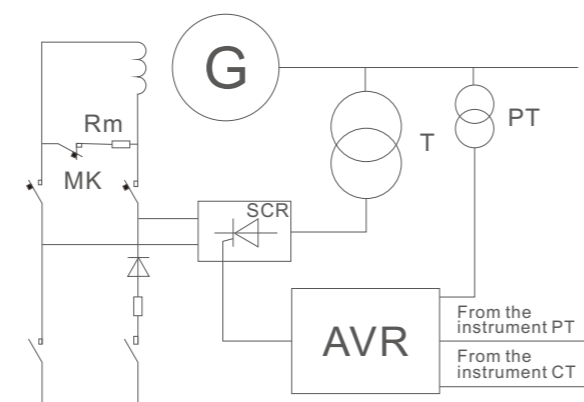 G
Rm
PT
T
MK
SCR
AVR
From the
instrument PT
From the
instrument CT